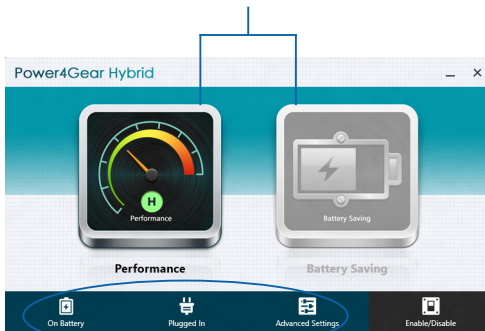 Power4Gear Hybrid
H
Performance
Battery Saving
Performance
Battery Saving
On Battery
Plugged In
Advanced Settings
Enable/Disable